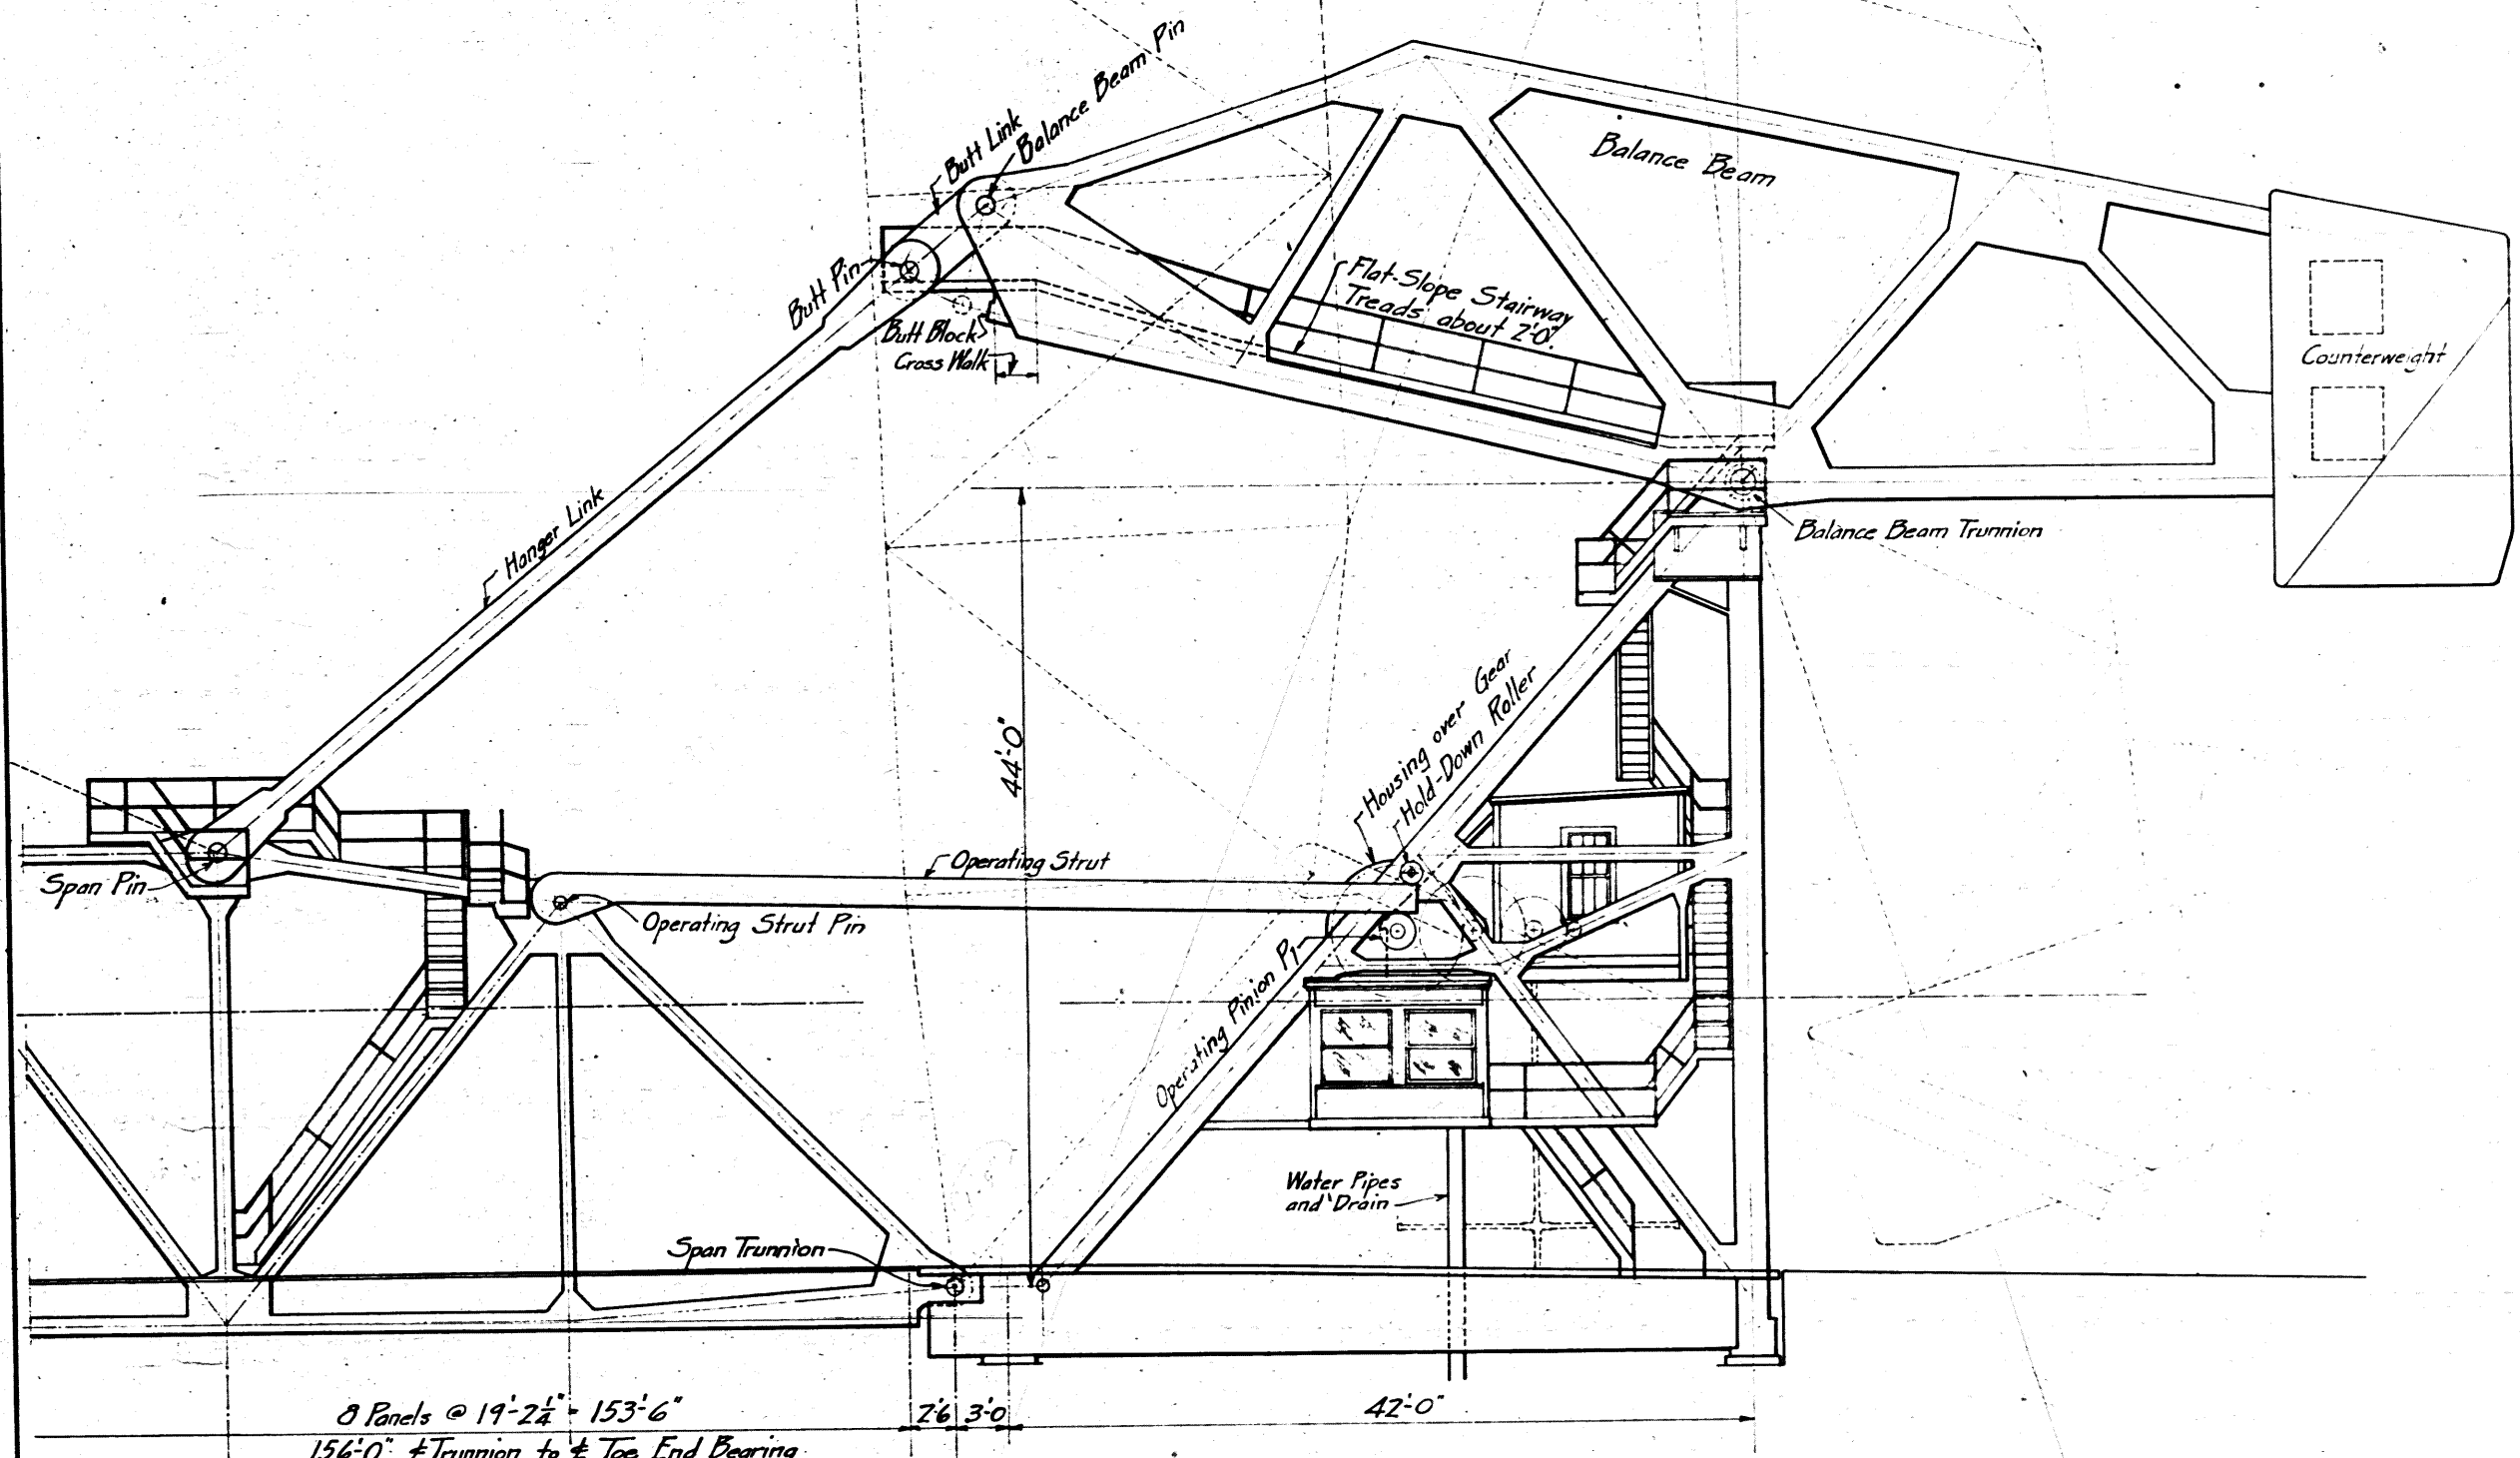 Balance Beam Pin
Butt Link
Balance Beam
Butt Pin
Flat-Slope Stairway
Treads about 2'-0"
Butt Block
Cross Walk
Counterweight
Hanger Link
Balance Beam Trunnion
44'-0"
Housing over Gear
Hold-Down Roller
Operating Strut
Span Pin
Operating Strut Pin
Operating Pinion P1
Water Pipes
and Drain
Span Trunnion
8 Panels @ 19'-2¼" = 153'-6"
2'6
3'-0
42'-0"
156'-0" ℄ Trunnion to ℄ Toe End Bearing